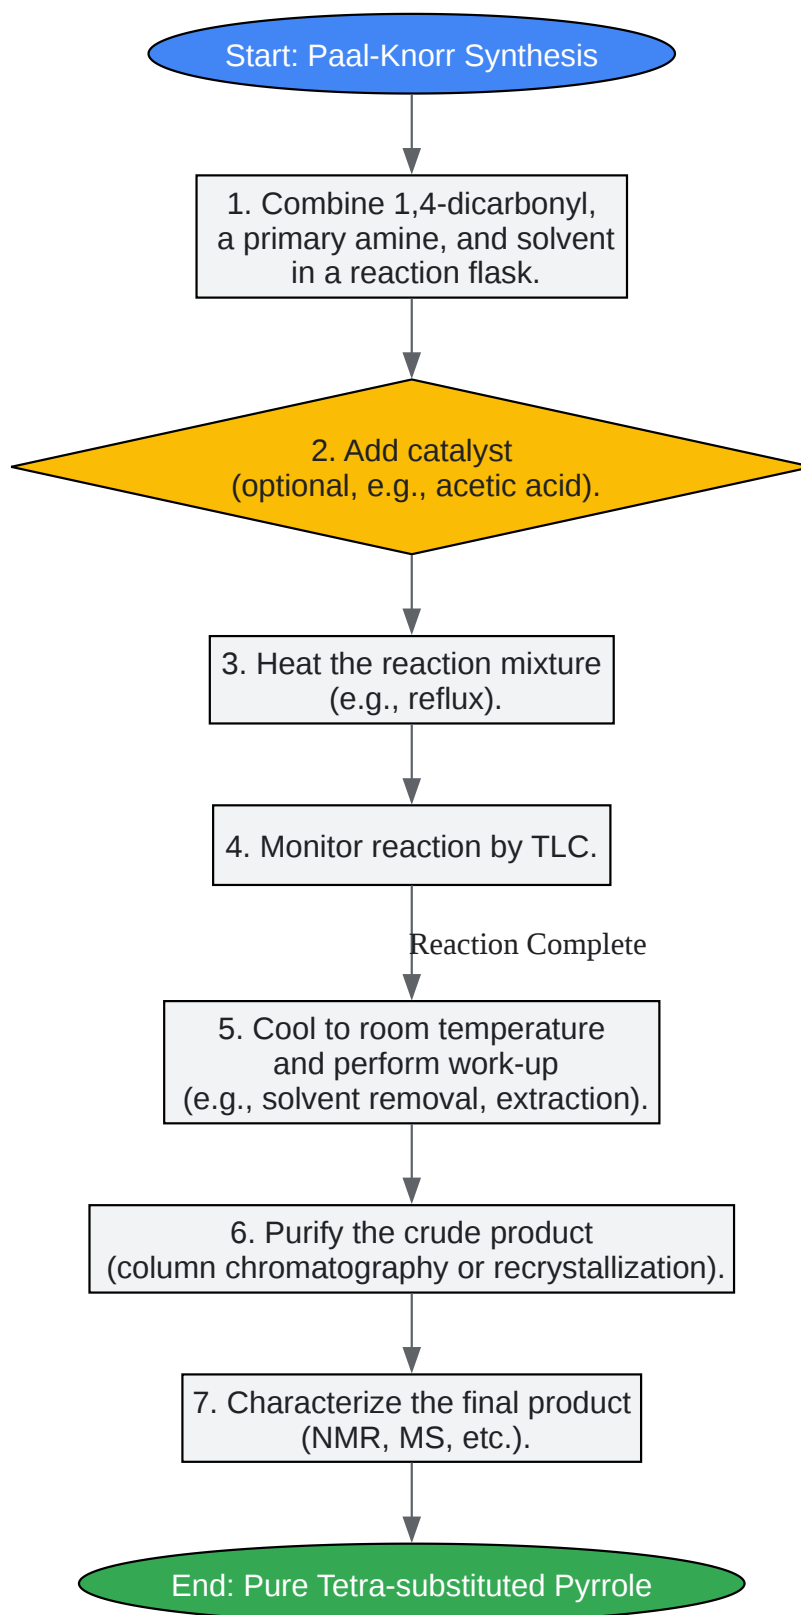 Start: Paal-Knorr Synthesis
1. Combine 1,4-dicarbonyl,
a primary amine, and solvent
in a reaction flask.
2. Add catalyst
(optional, e.g., acetic acid).
3. Heat the reaction mixture
(e.g., reflux).
4. Monitor reaction by TLC.
Reaction Complete
5. Cool to room temperature
and perform work-up
(e.g., solvent removal, extraction).
6. Purify the crude product
(column chromatography or recrystallization).
7. Characterize the final product
(NMR, MS, etc.).
End: Pure Tetra-substituted Pyrrole